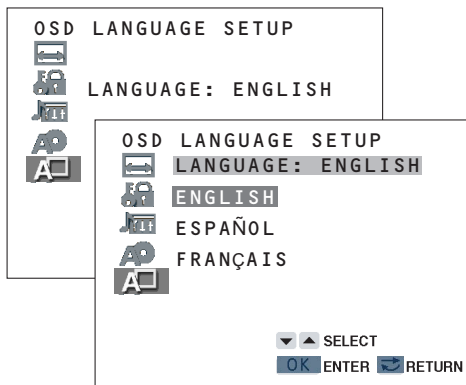 OSD LANGUAGE SETUP
LANGUAGE: ENGLISH
OSD LANGUAGE SETUP
LANGUAGE: ENGLISH
ENGLISH
ESPAÑOL
FRANÇAIS
SELECT
OK ENTER RETURN